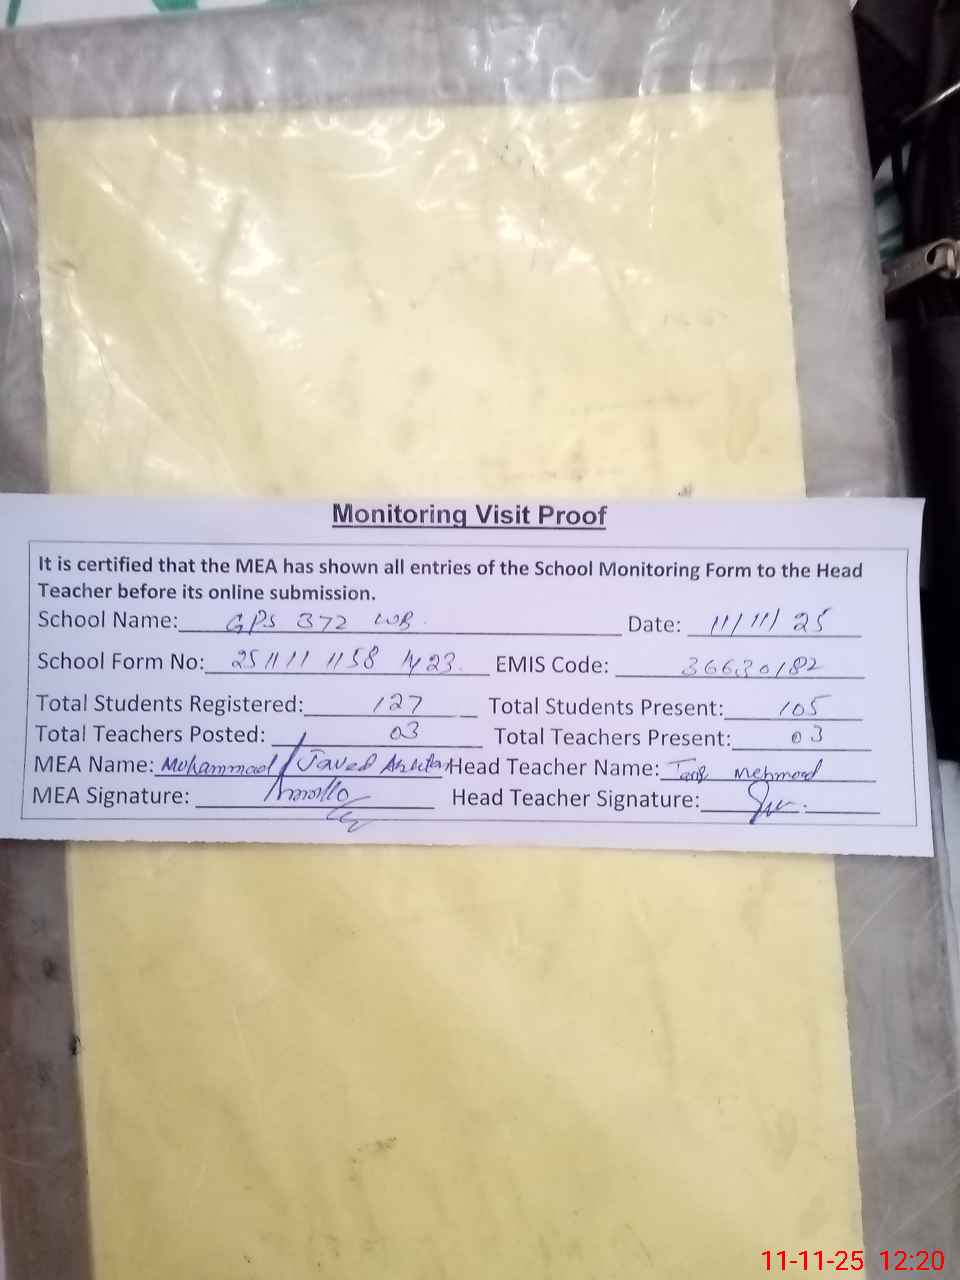 Monitoring Visit Proof
It is certified that the MEA has shown all entries of the School Monitoring Form to the Head
Teacher before its online submission.
School Name: GPS 372 WB. Date: 11/11/25
School Form No: EMIS Code: 36630182
Total Students Registered: 127 Total Students Present: 105
Total Teachers Posted: 03 Total Teachers Present: 03
MEA Name: Muhammad Javed Akhtar Head Teacher Name: Tariq Mehmood
MEA Signature: Head Teacher Signature:
11-11-25 12:20